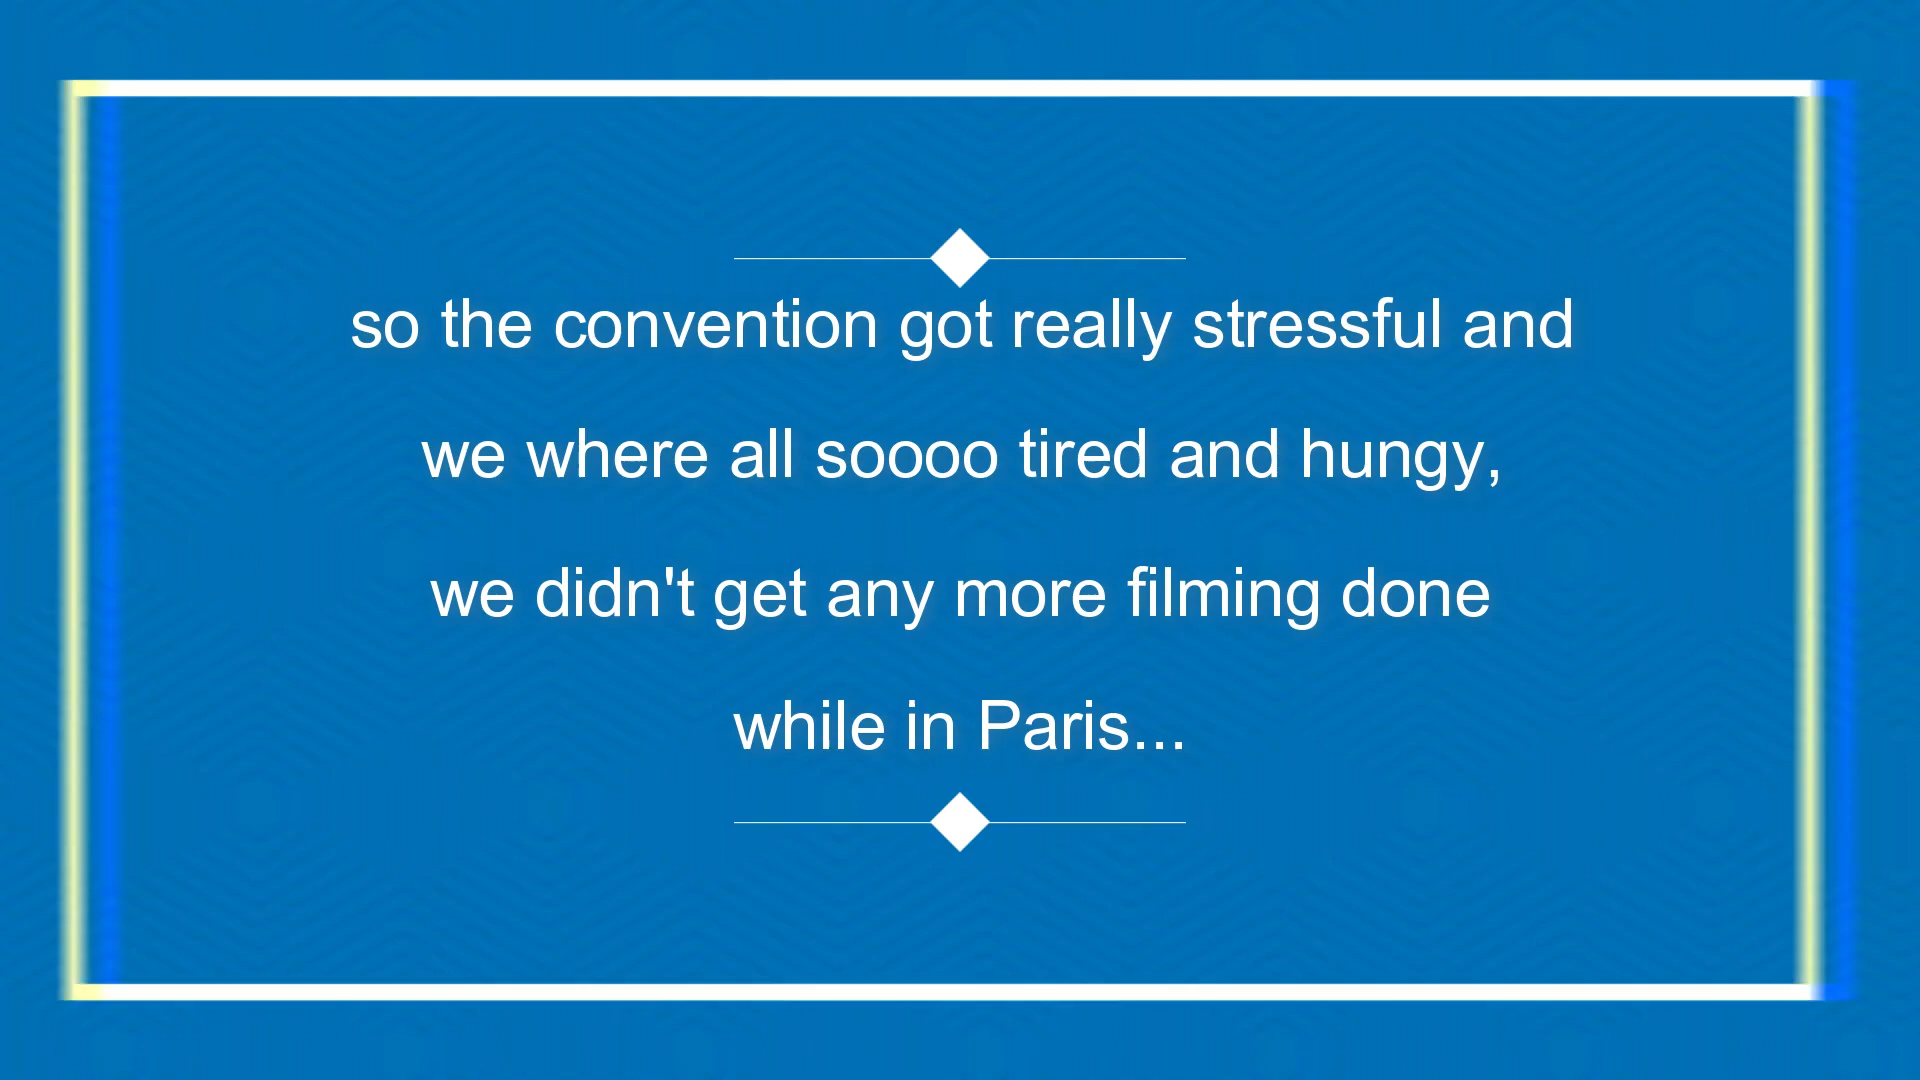 so the convention got really stressful and
we where all soooo tired and hungy,
we didn't get any more filming done
while in Paris...